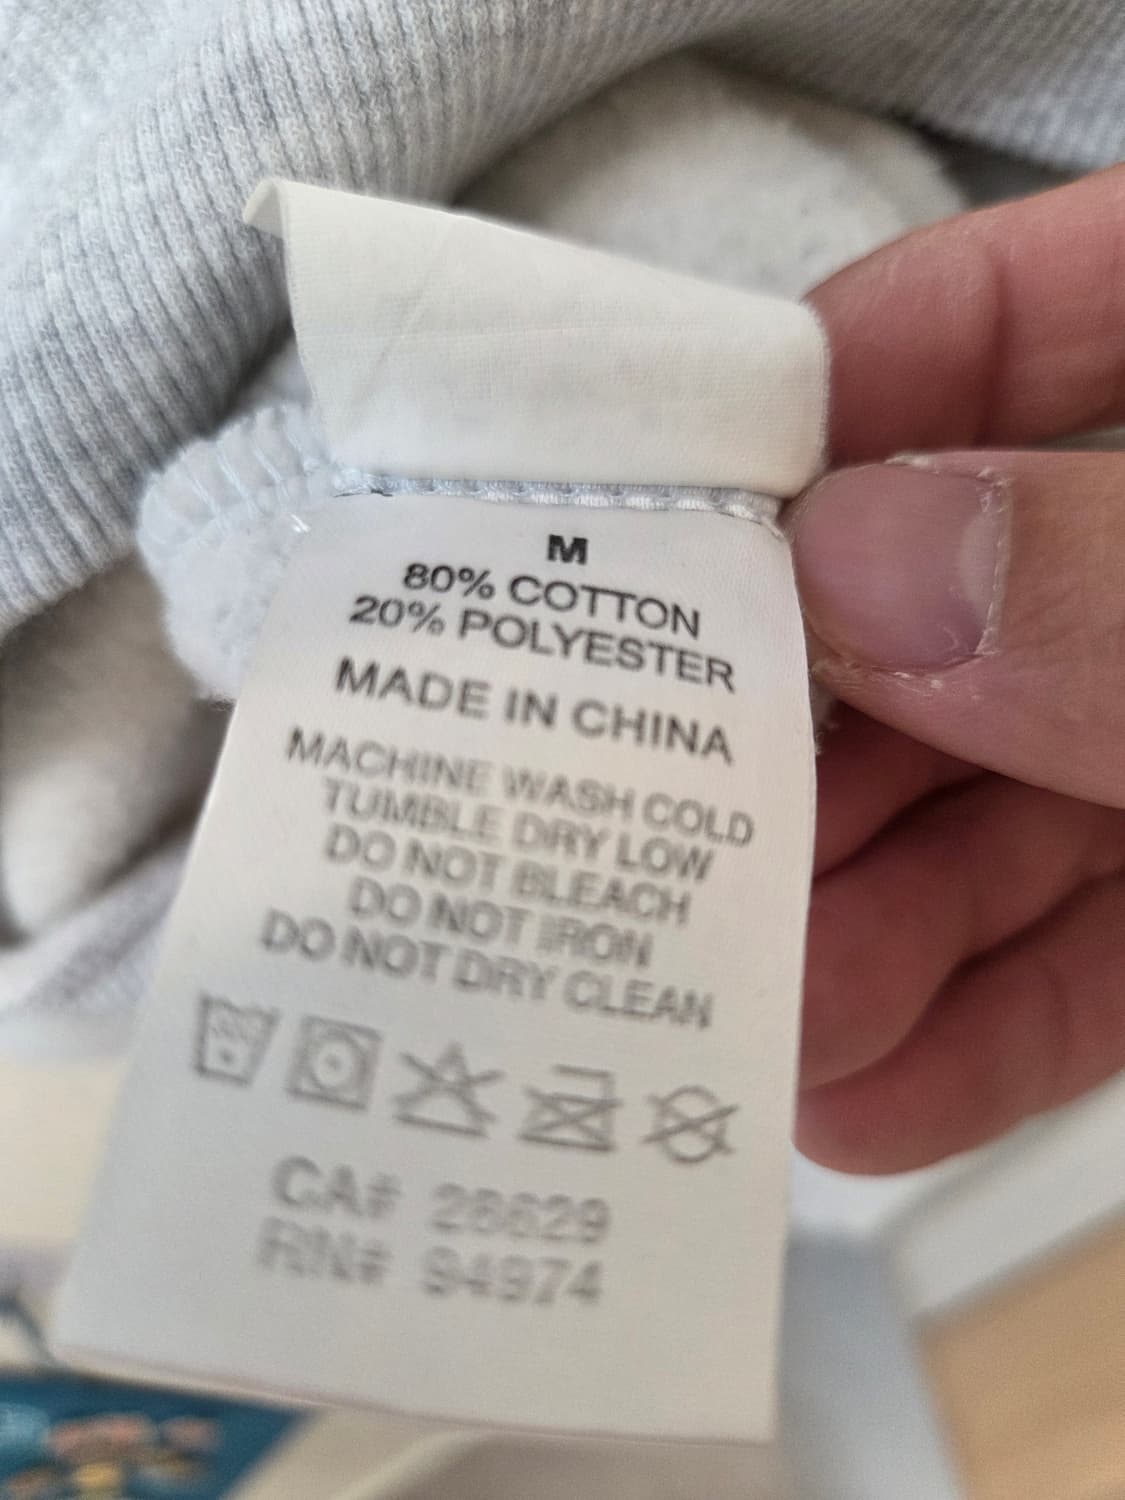 M
80% COTTON
20% POLYESTER
MADE IN CHINA
MACHINE WASH COLD
TUMBLE DRY LOW
DO NOT BLEACH
DO NOT IRON
DO NOT DRY CLEAN
CA# 26629
RN# 94974